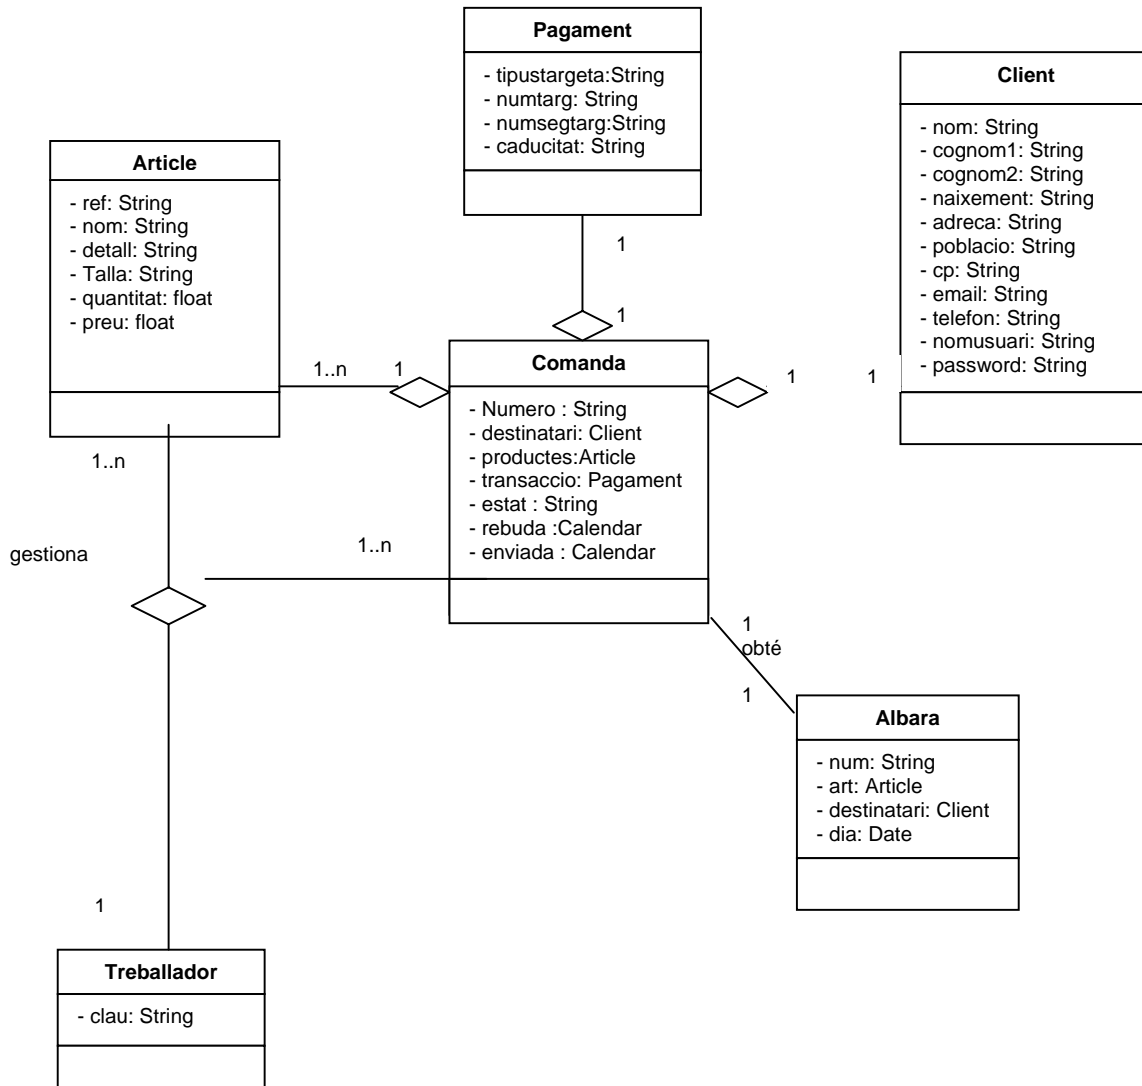 Pagament
- tipustargeta:String
- numtarg: String
- numsegtarg:String
- caducitat: String
Client
- nom: String
- cognom1: String
- cognom2: String
- naixement: String
- adreca: String
- poblacio: String
- cp: String
- email: String
- telefon: String
- nomusuari: String
- password: String
Article
- ref: String
- nom: String
- detall: String
- Talla: String
- quantitat: float
- preu: float
1
1
1..n
1
Comanda
- Numero : String
- destinatari: Client
- productes:Article
- transaccio: Pagament
- estat : String
- rebuda :Calendar
- enviada : Calendar
1
1
1..n
gestiona
1..n
1
obté
1
Albara
- num: String
- art: Article
- destinatari: Client
- dia: Date
1
Treballador
- clau: String